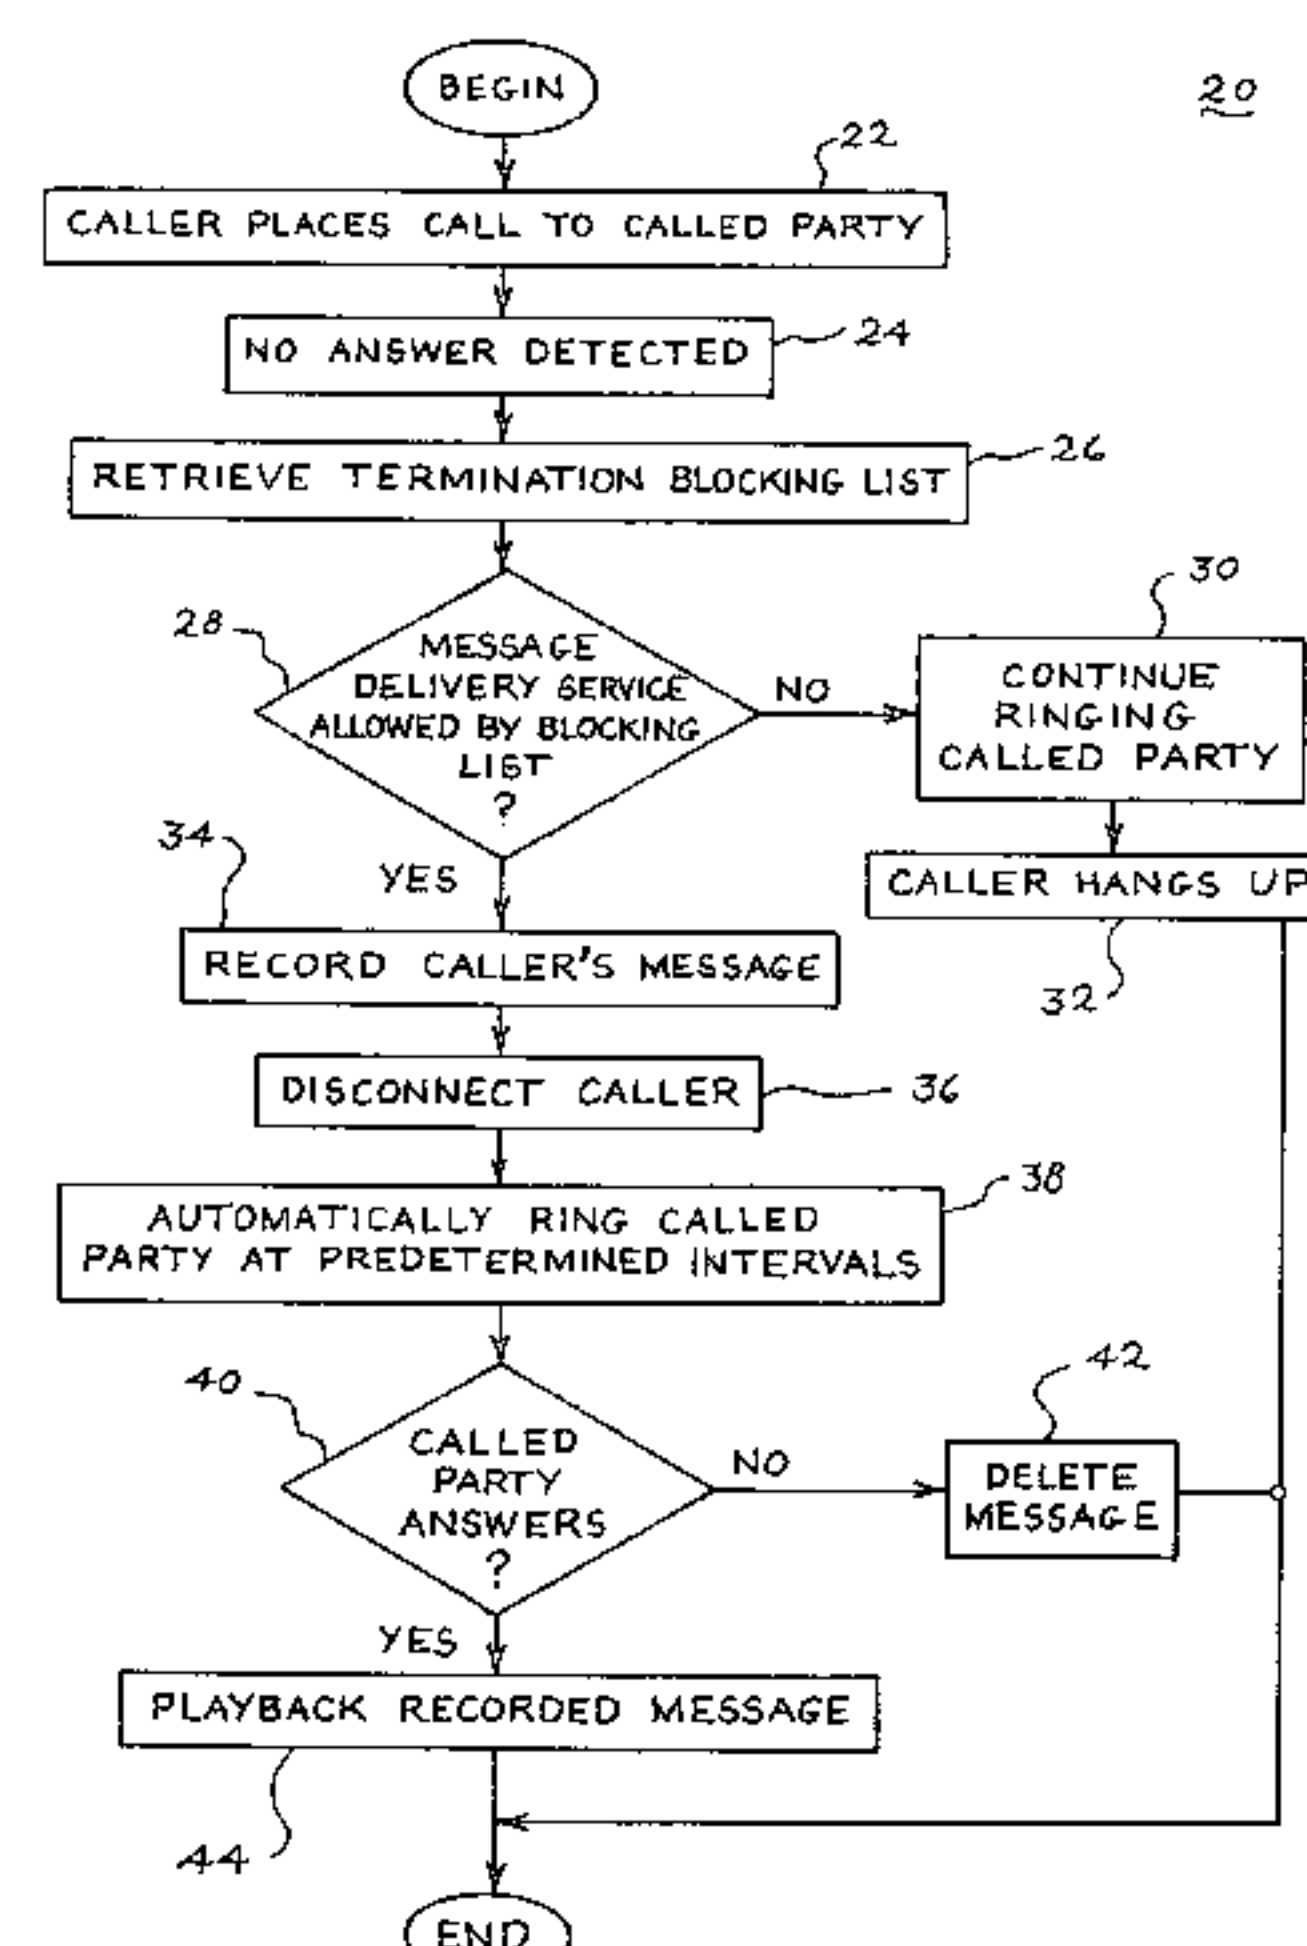 BEGIN
20
22
CALLER PLACES CALL TO CALLED PARTY
24
NO ANSWER DETECTED
26
RETRIEVE TERMINATION BLOCKING LIST
28
MESSAGE
DELIVERY SERVICE
ALLOWED BY BLOCKING
LIST
?
NO
30
CONTINUE
RINGING
CALLED PARTY
YES
CALLER HANGS UP
32
34
RECORD CALLER'S MESSAGE
DISCONNECT CALLER
36
38
AUTOMATICALLY RING CALLED
PARTY AT PREDETERMINED INTERVALS
40
CALLED
PARTY
ANSWERS
?
NO
42
DELETE
MESSAGE
YES
PLAYBACK RECORDED MESSAGE
44
END